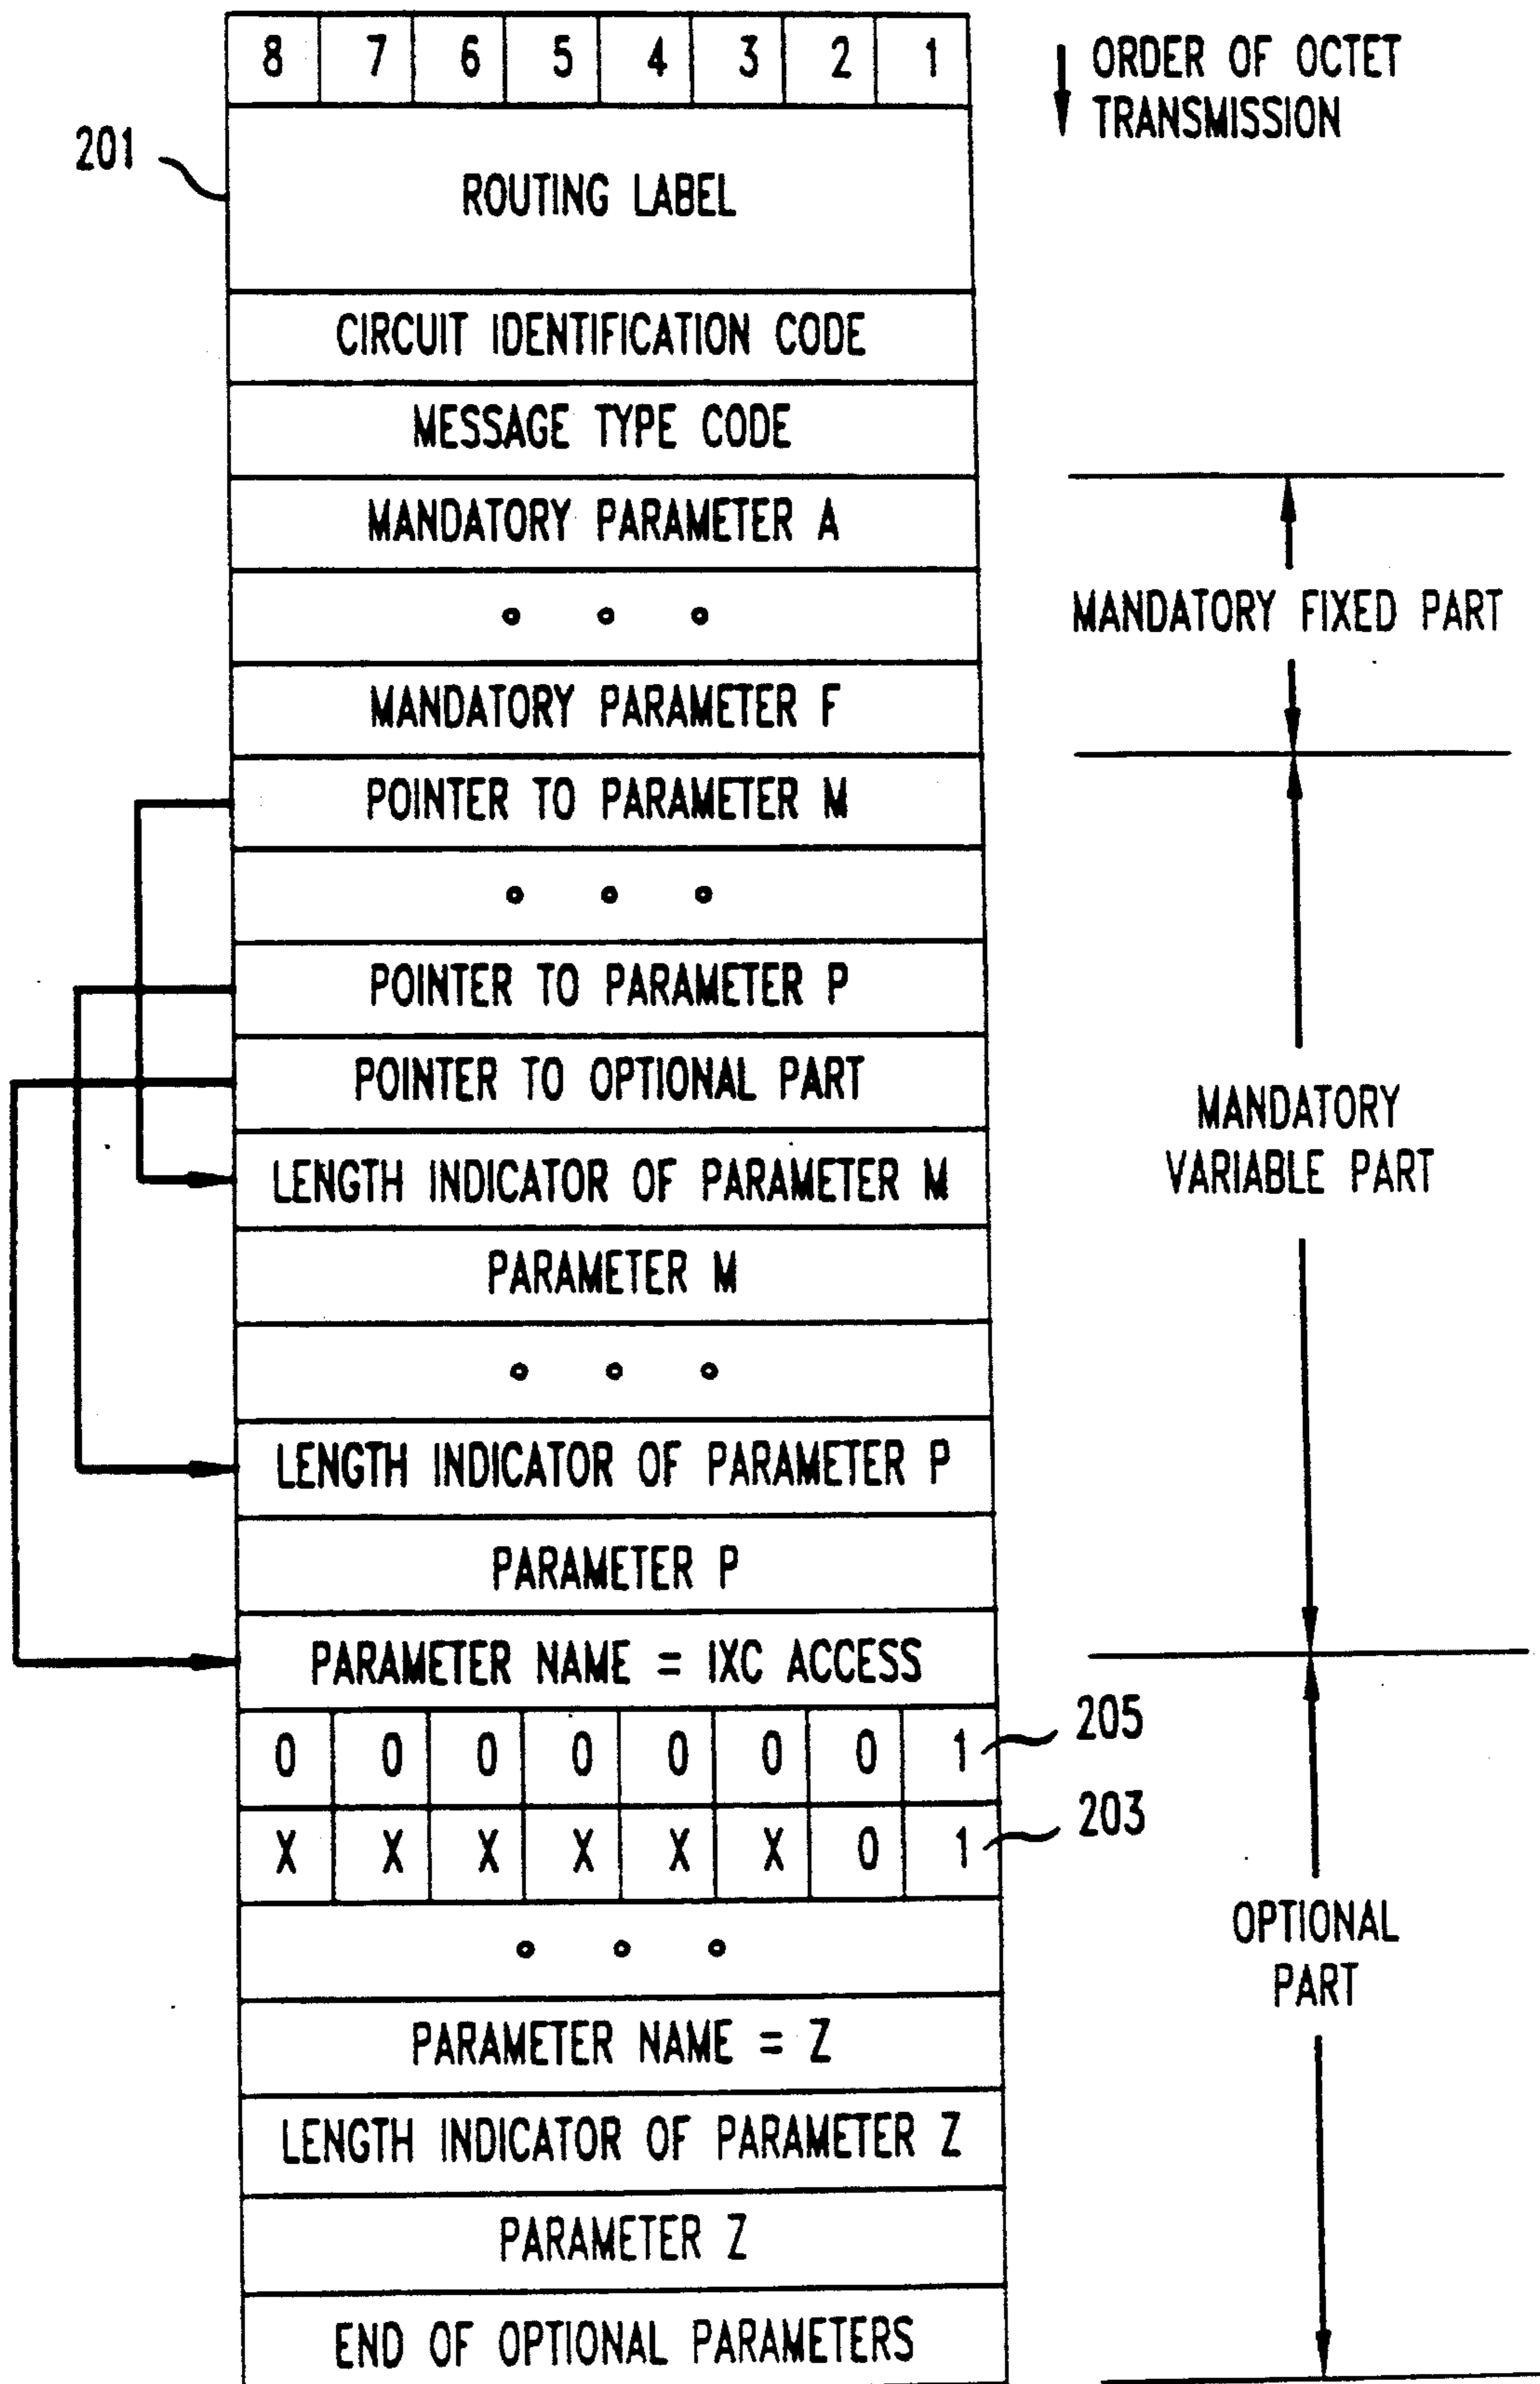 8 7 6 5 4 3 2 1
ORDER OF OCTET
TRANSMISSION
201
ROUTING LABEL
CIRCUIT IDENTIFICATION CODE
MESSAGE TYPE CODE
MANDATORY PARAMETER A
MANDATORY FIXED PART
MANDATORY PARAMETER F
POINTER TO PARAMETER M
POINTER TO PARAMETER P
POINTER TO OPTIONAL PART
MANDATORY
VARIABLE PART
LENGTH INDICATOR OF PARAMETER M
PARAMETER M
LENGTH INDICATOR OF PARAMETER P
PARAMETER P
PARAMETER NAME = IXC ACCESS
0 0 0 0 0 0 0 1 205
X X X X X X 0 1 203
OPTIONAL
PART
PARAMETER NAME = Z
LENGTH INDICATOR OF PARAMETER Z
PARAMETER Z
END OF OPTIONAL PARAMETERS